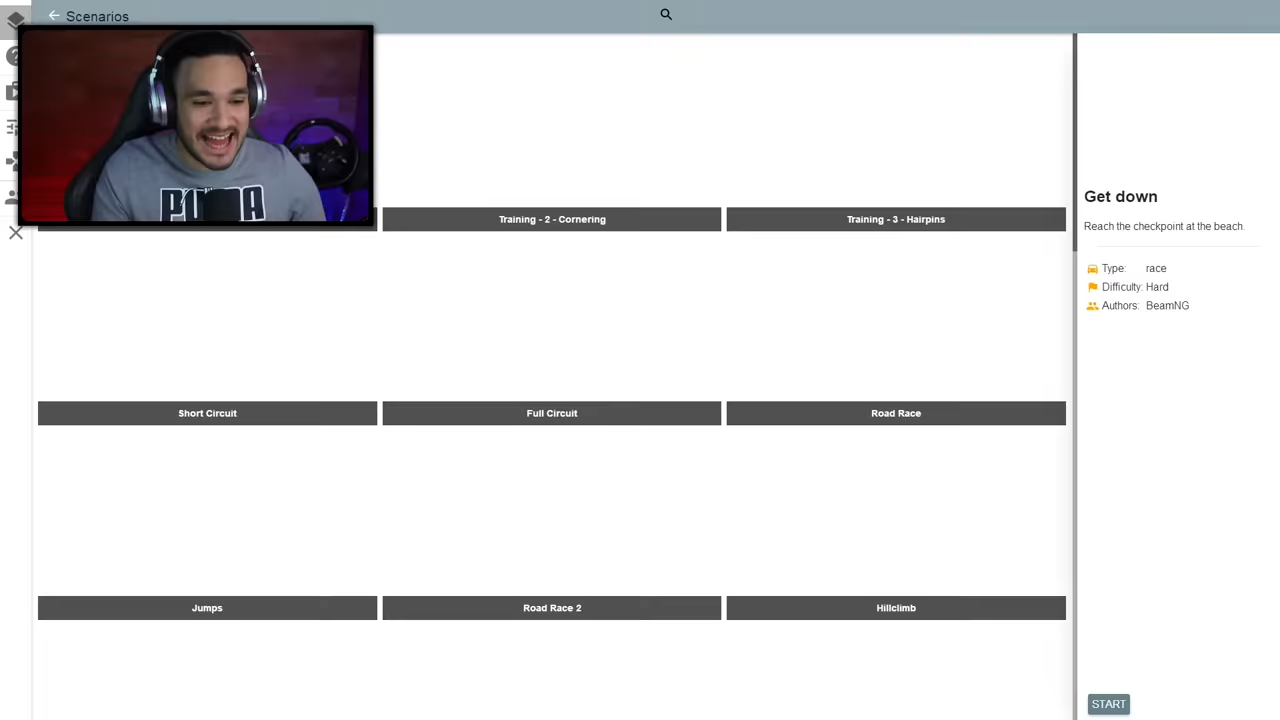 Scenarios
PUMA
Training - 2 - Cornering
Training - 3 - Hairpins
Short Circuit
Full Circuit
Road Race
Jumps
Road Race 2
Hillclimb
Get down
Reach the checkpoint at the beach.
Type: race
Difficulty: Hard
Authors: BeamNG
START